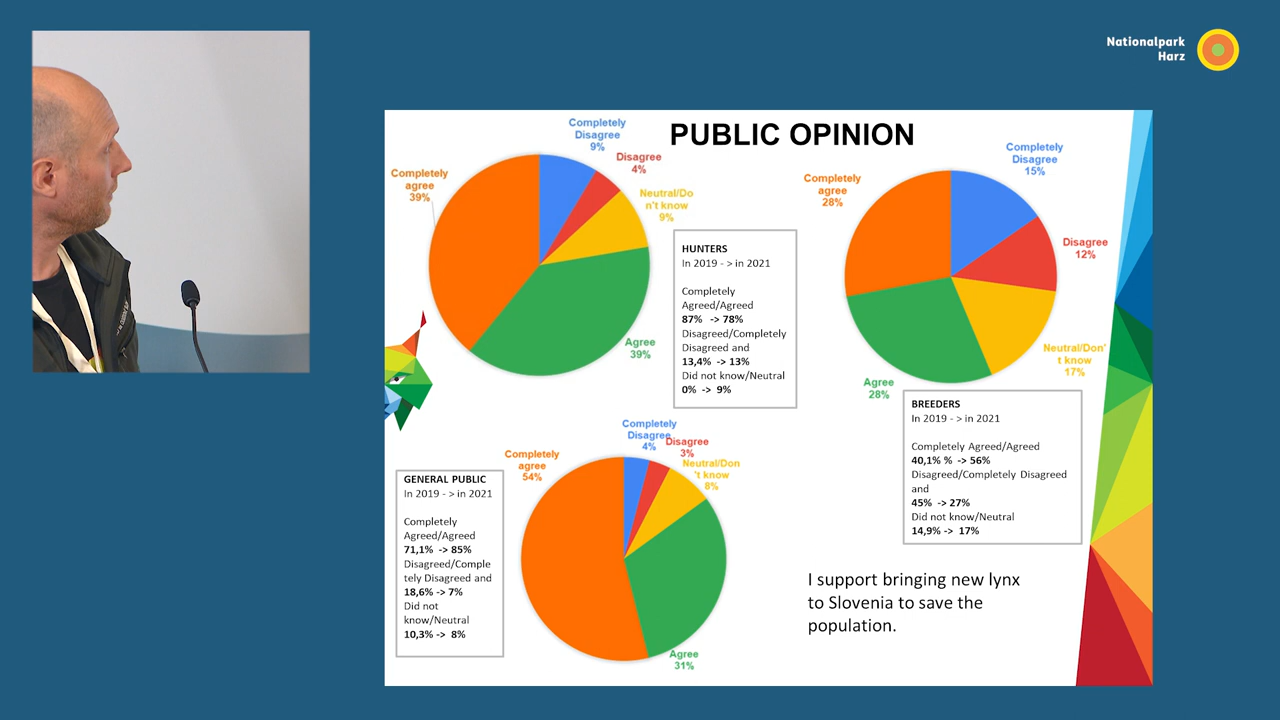 Nationalpark
Harz
PUBLIC OPINION
Completely
agree
39%
Completely
Disagree
9%
Disagree
4%
Neutral/Do
n't know
9%
Agree
39%
HUNTERS
In 2019 - > in 2021
Completely
Agreed/Agreed
87% -> 78%
Disagreed/Completely
Disagreed and
13,4% -> 13%
Did not know/Neutral
0% -> 9%
Completely
agree
28%
Completely
Disagree
15%
Disagree
12%
Neutral/Don'
t know
17%
Agree
28%
BREEDERS
In 2019 - > in 2021
Completely Agreed/Agreed
40,1% % -> 56%
Disagreed/Completely Disagreed
and
45% -> 27%
Did not know/Neutral
14,9% -> 17%
GENERAL PUBLIC
In 2019 - > in 2021
Completely
Agreed/Agreed
71,1% -> 85%
Disagreed/Comple
tely Disagreed and
18,6% -> 7%
Did not
know/Neutral
10,3% -> 8%
Completely
agree
54%
Completely
Disagree
4%
Disagree
3%
Neutral/Don
't know
8%
Agree
31%
I support bringing new lynx
to Slovenia to save the
population.